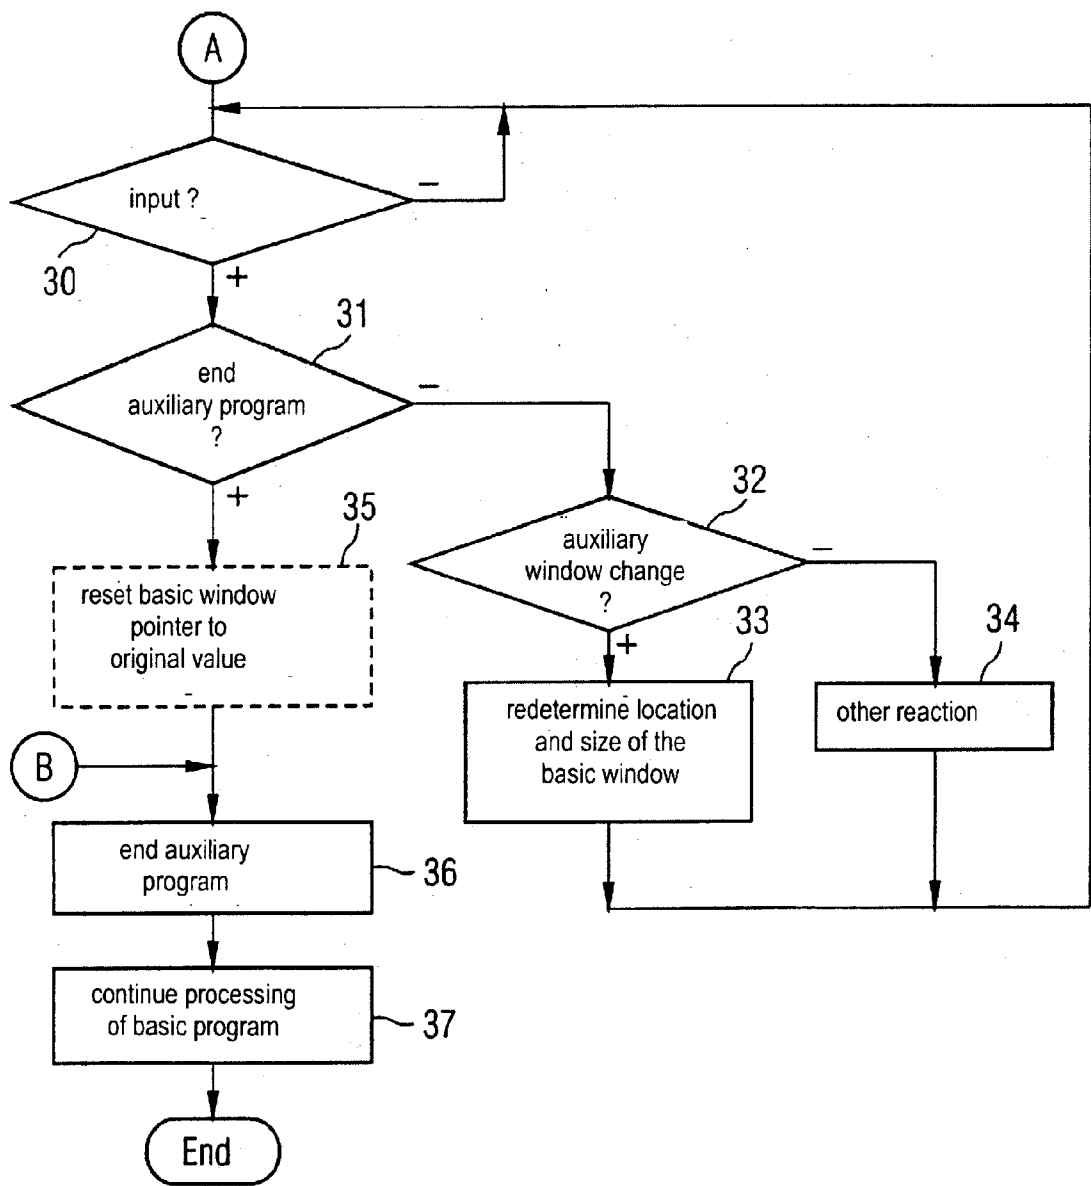 A
input ?
−
30
+
31
end
auxiliary program
?
−
+
32
35
auxiliary
window change
?
−
reset basic window
pointer to
original value
+
33
34
redetermine location
and size of the
basic window
other reaction
B
end auxiliary
program
36
continue processing
of basic program
37
End